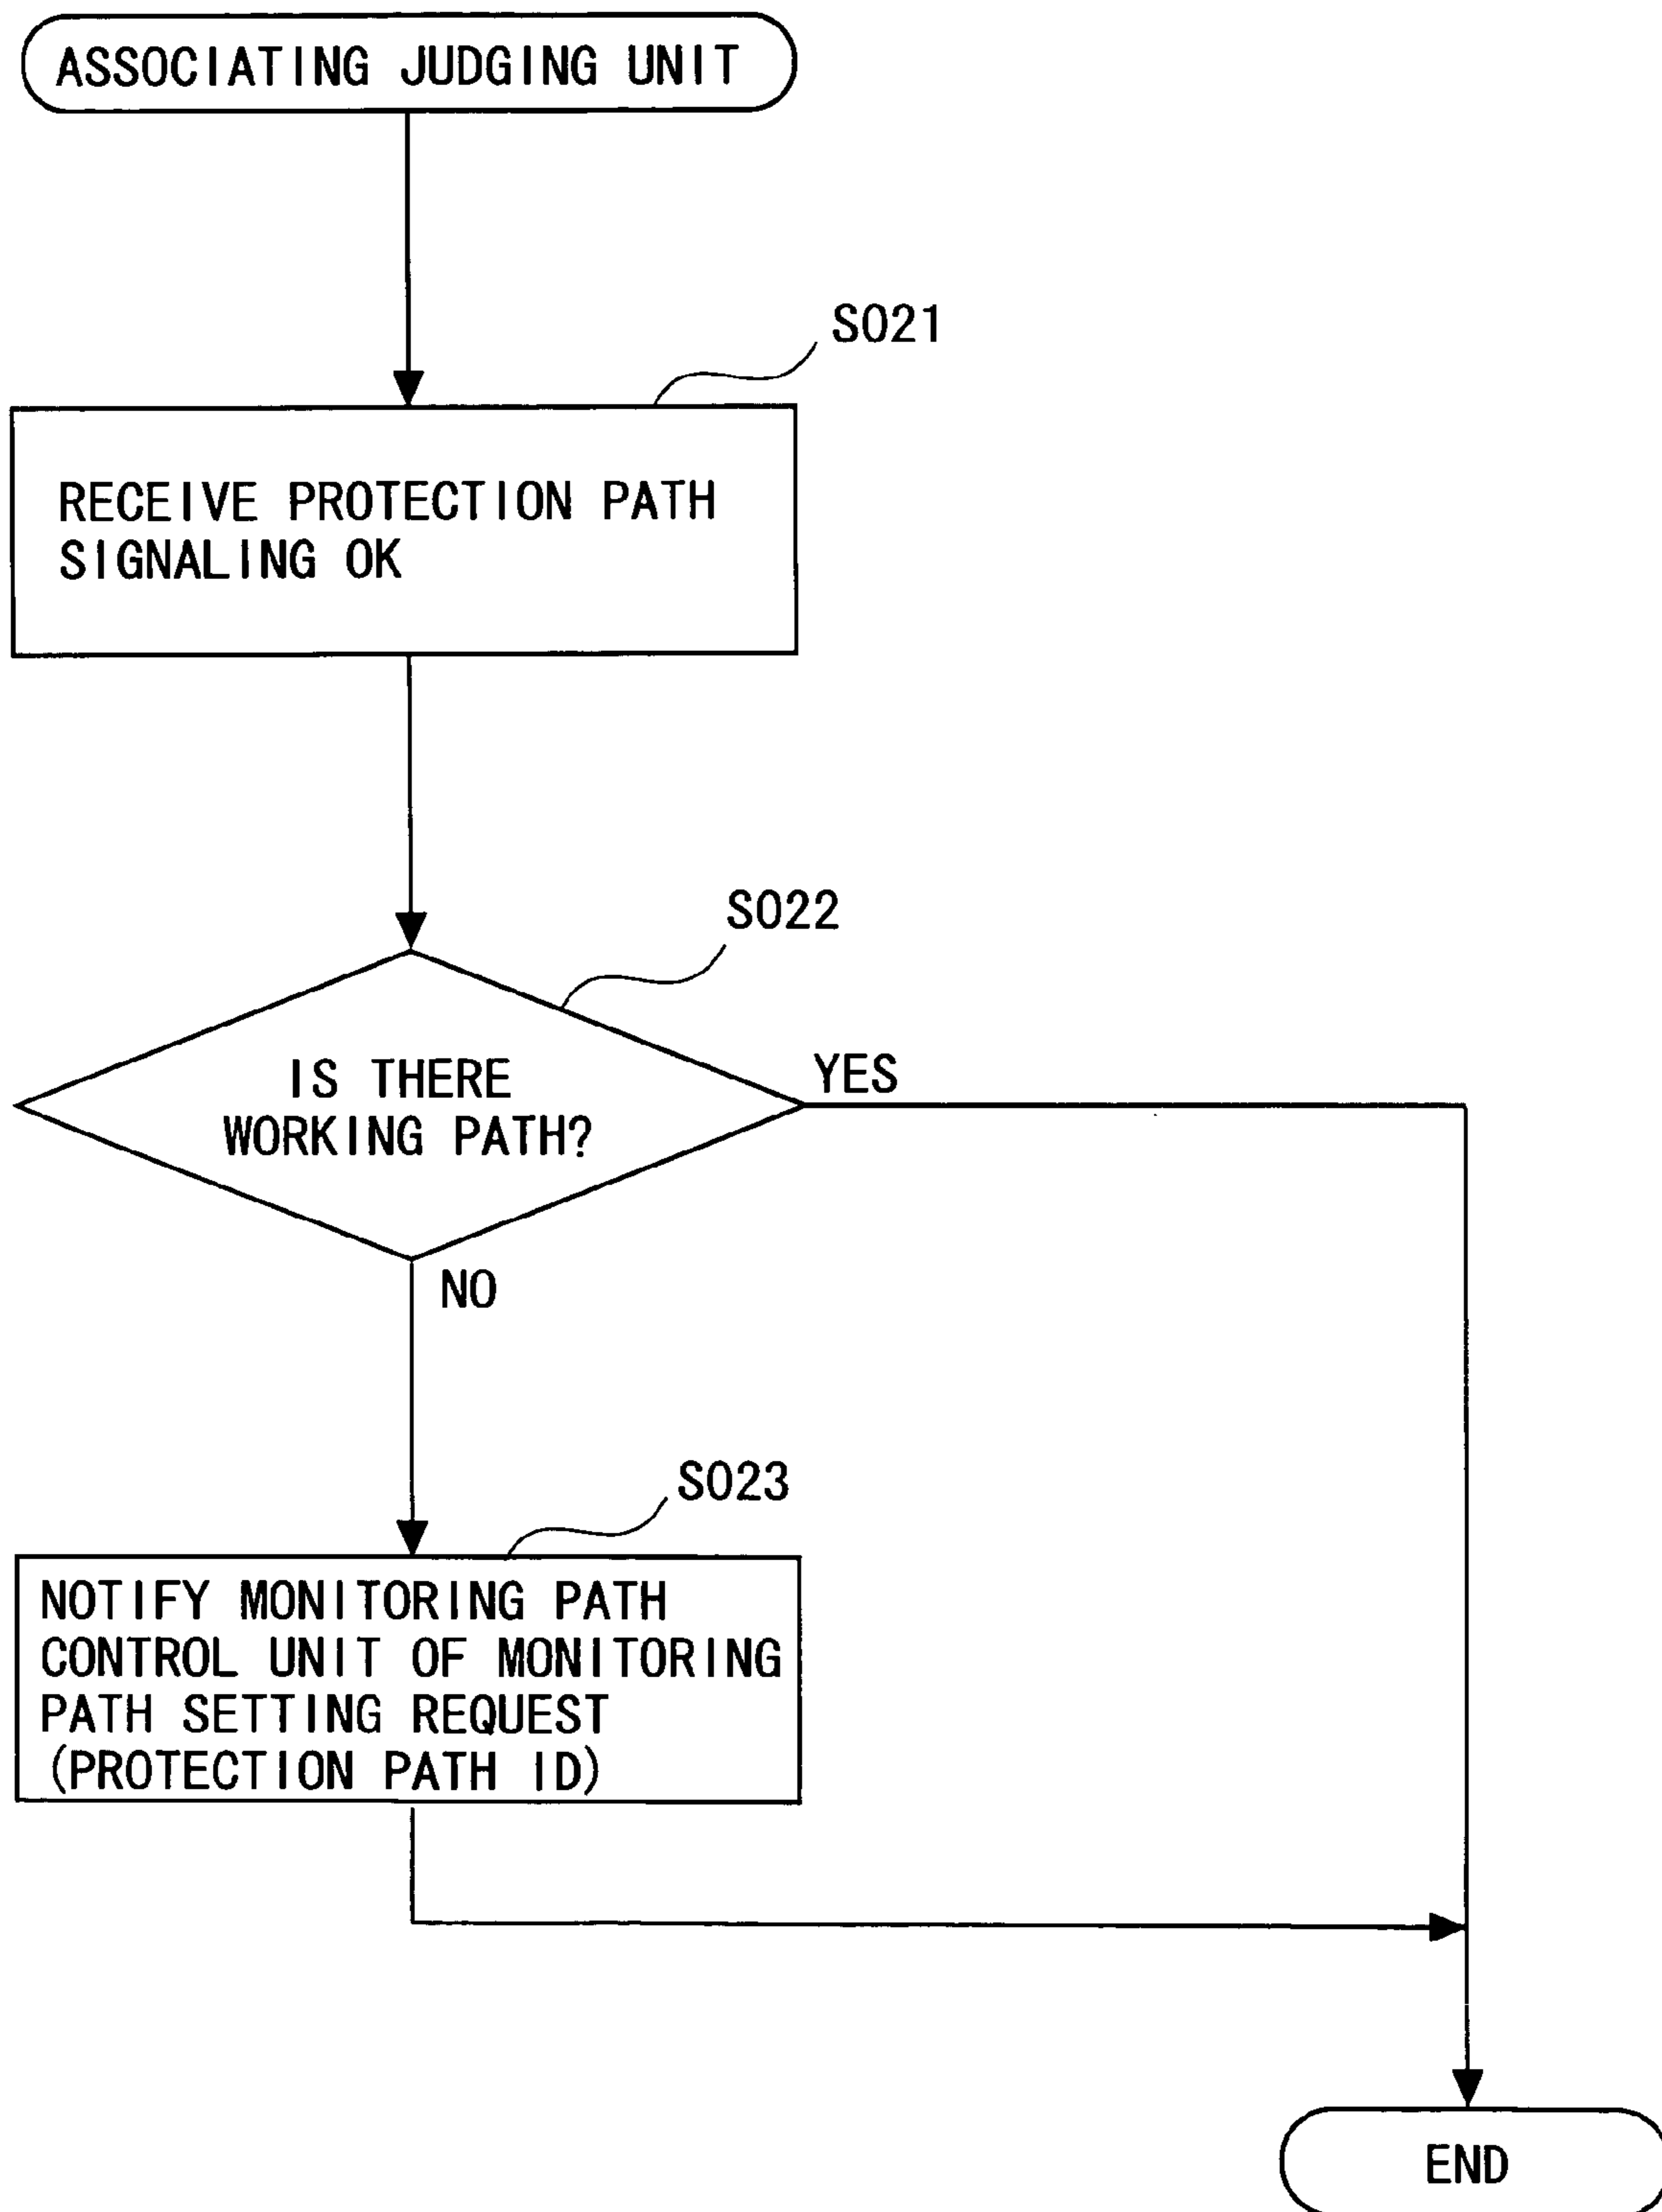 ASSOCIATING JUDGING UNIT
S021
RECEIVE PROTECTION PATH
SIGNALING OK
S022
IS THERE
WORKING PATH?
YES
NO
S023
NOTIFY MONITORING PATH
CONTROL UNIT OF MONITORING
PATH SETTING REQUEST
(PROTECTION PATH ID)
END